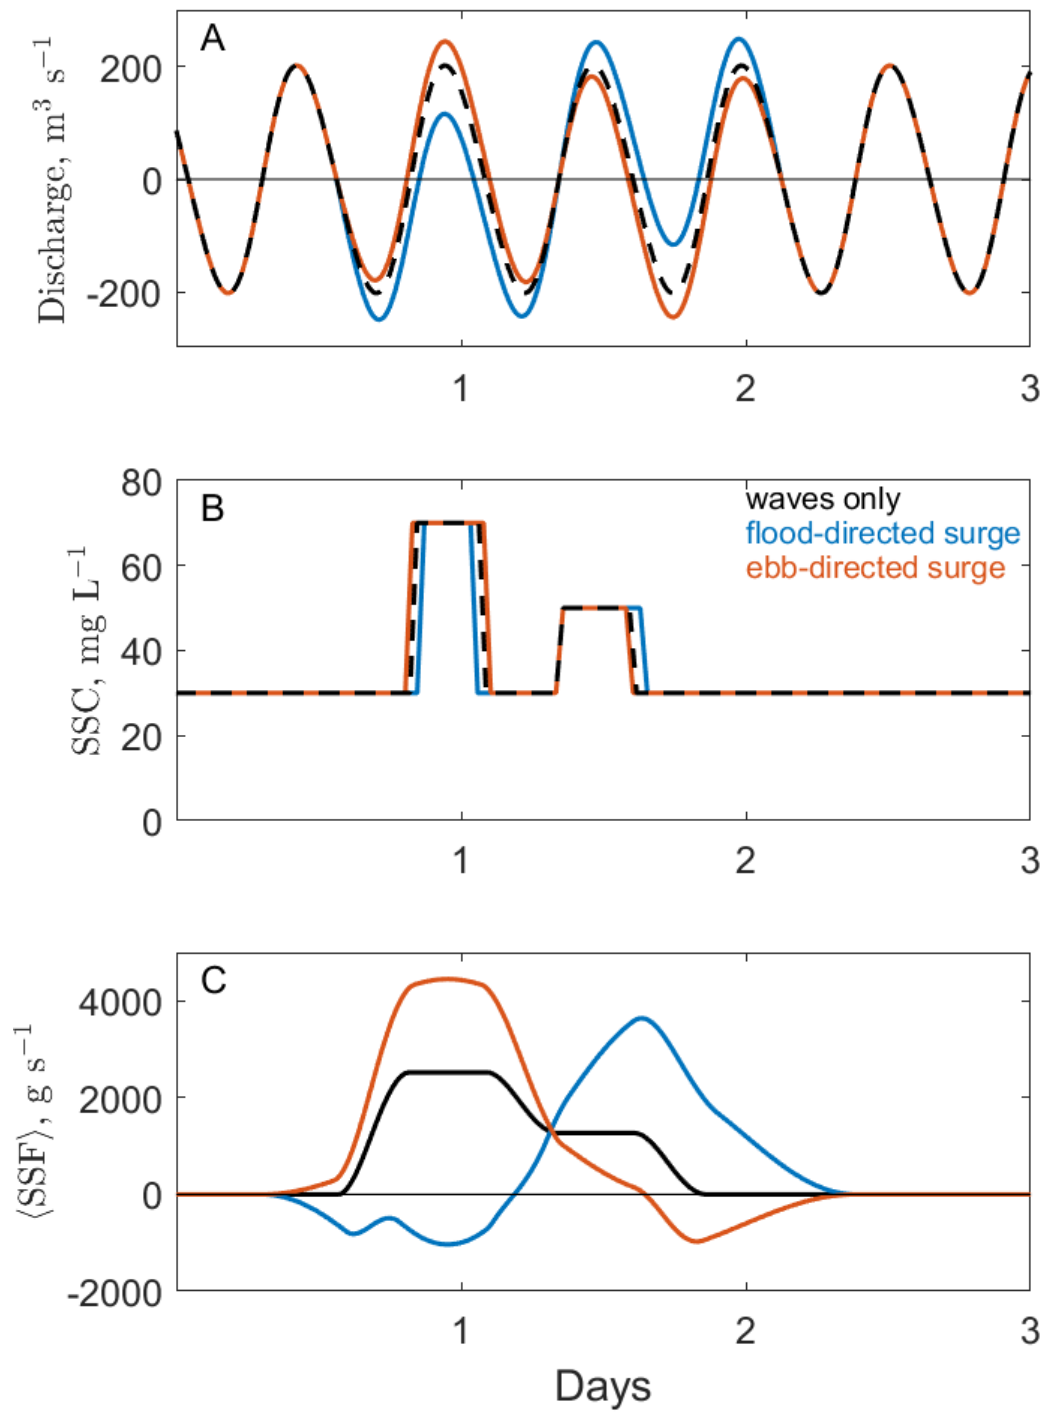 A
Discharge, m³ s⁻¹
200
0
-200
1 2 3
B
SSC, mg L⁻¹
80
60
40
20
0
waves only
flood-directed surge
ebb-directed surge
1 2 3
C
⟨SSF⟩, g s⁻¹
4000
2000
0
-2000
1 2 3
Days